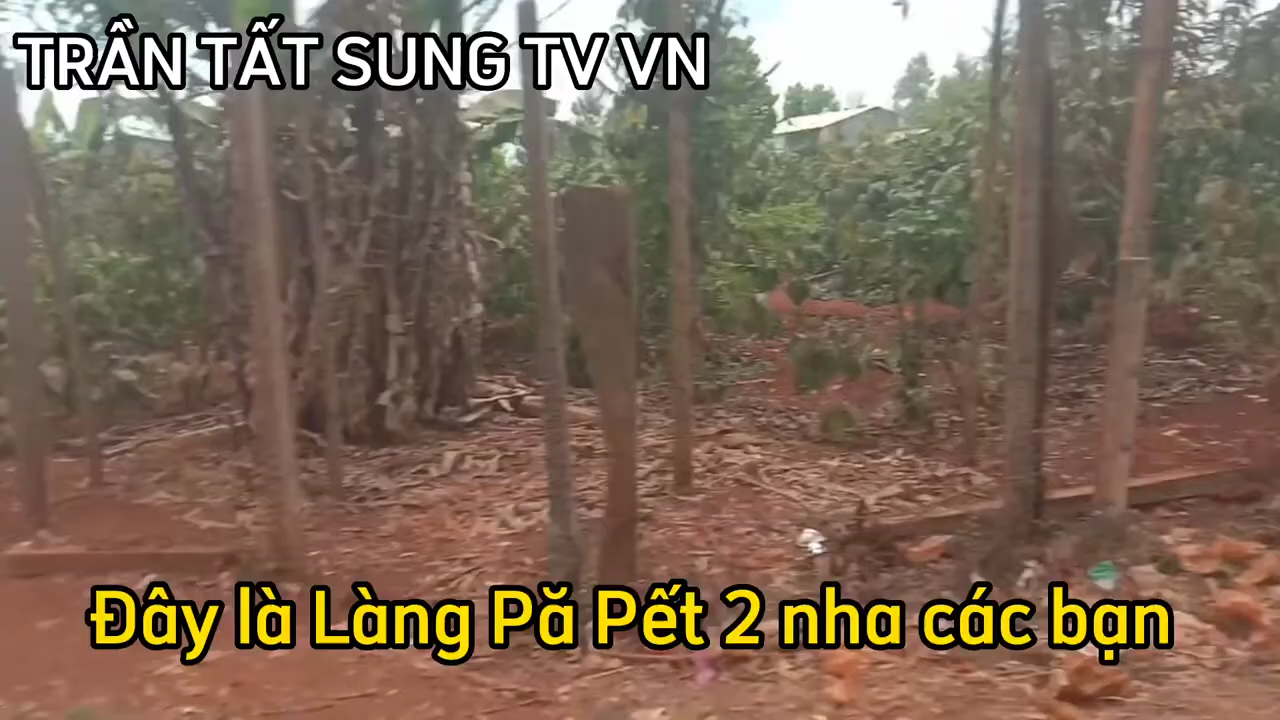 TRẦN TẤT SUNG TV VN
Đây là Làng Pă Pết 2 nha các bạn